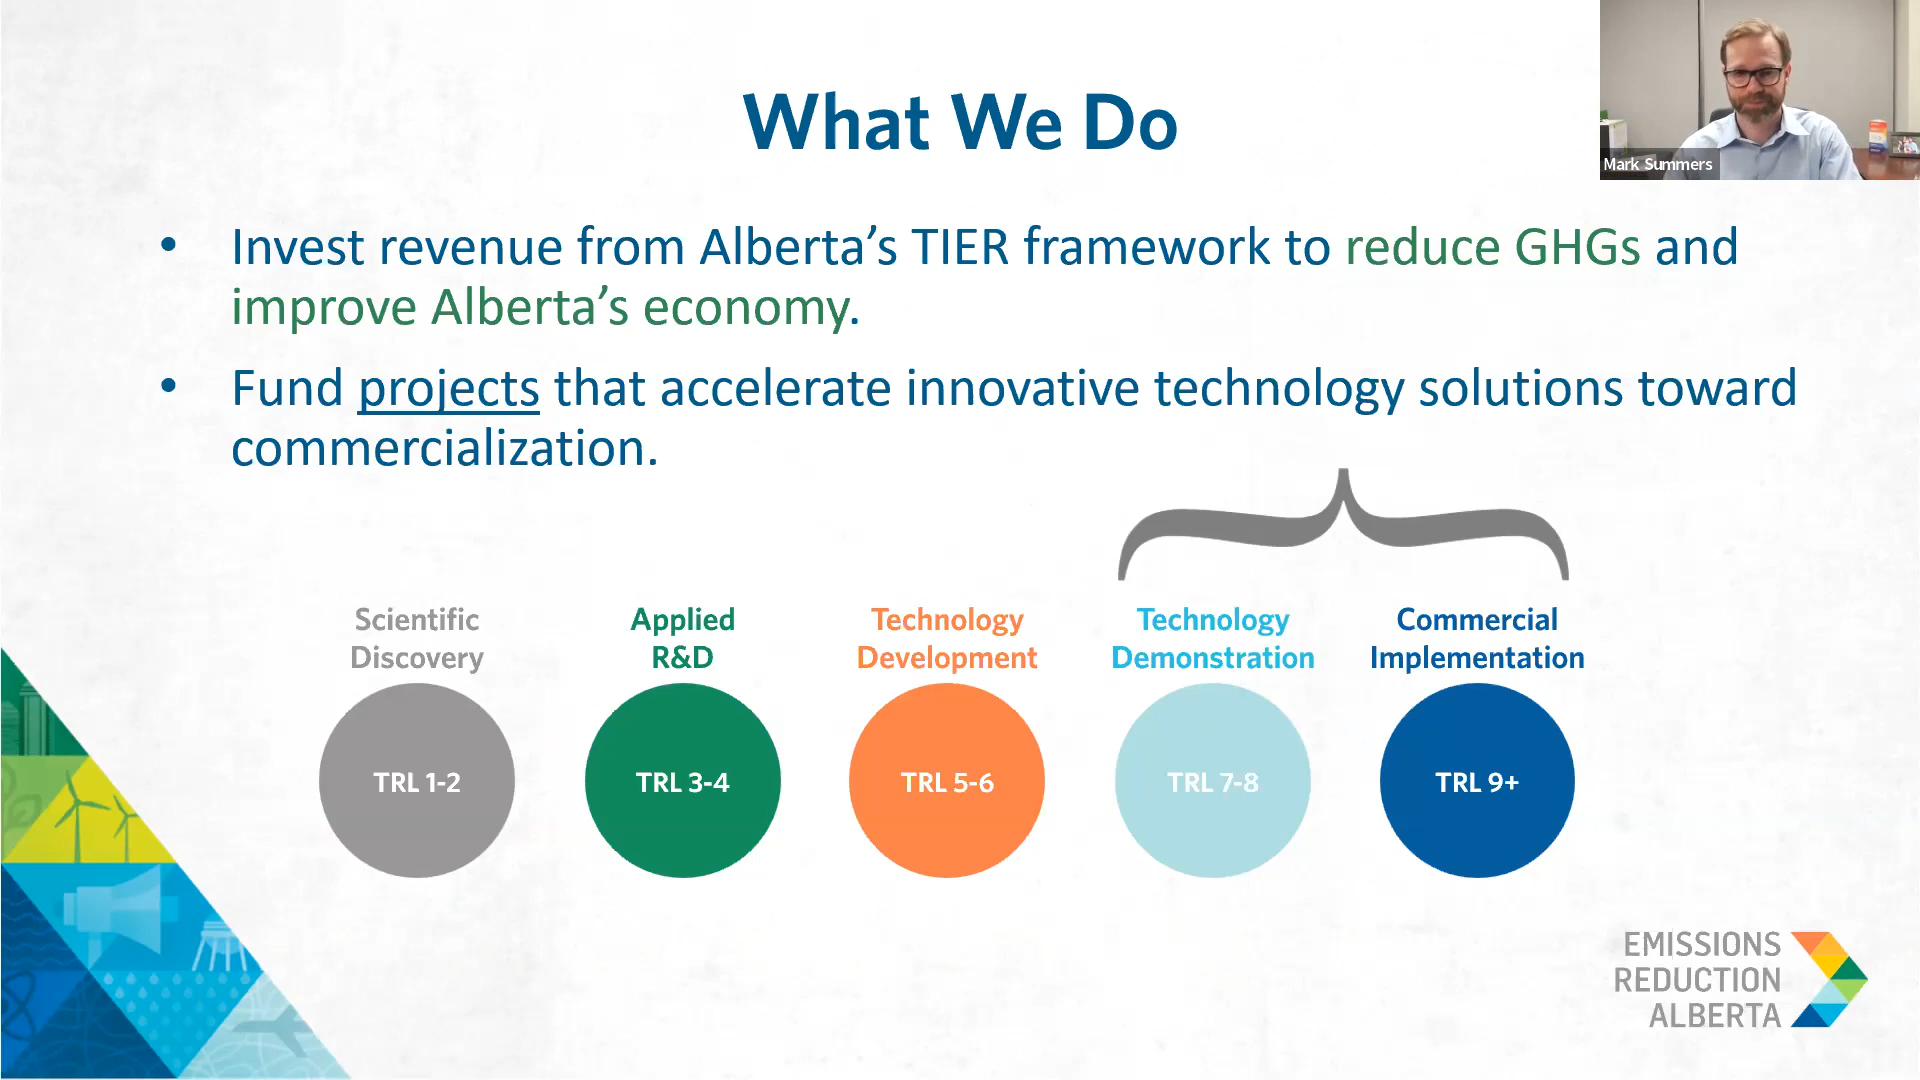 What We Do
Mark Summers
• Invest revenue from Alberta’s TIER framework to reduce GHGs and
improve Alberta’s economy.
• Fund projects that accelerate innovative technology solutions toward
commercialization.
Scientific
Discovery
Applied
R&D
Technology
Development
Technology
Demonstration
Commercial
Implementation
TRL 1-2
TRL 3-4
TRL 5-6
TRL 7-8
TRL 9+
EMISSIONS
REDUCTION
ALBERTA